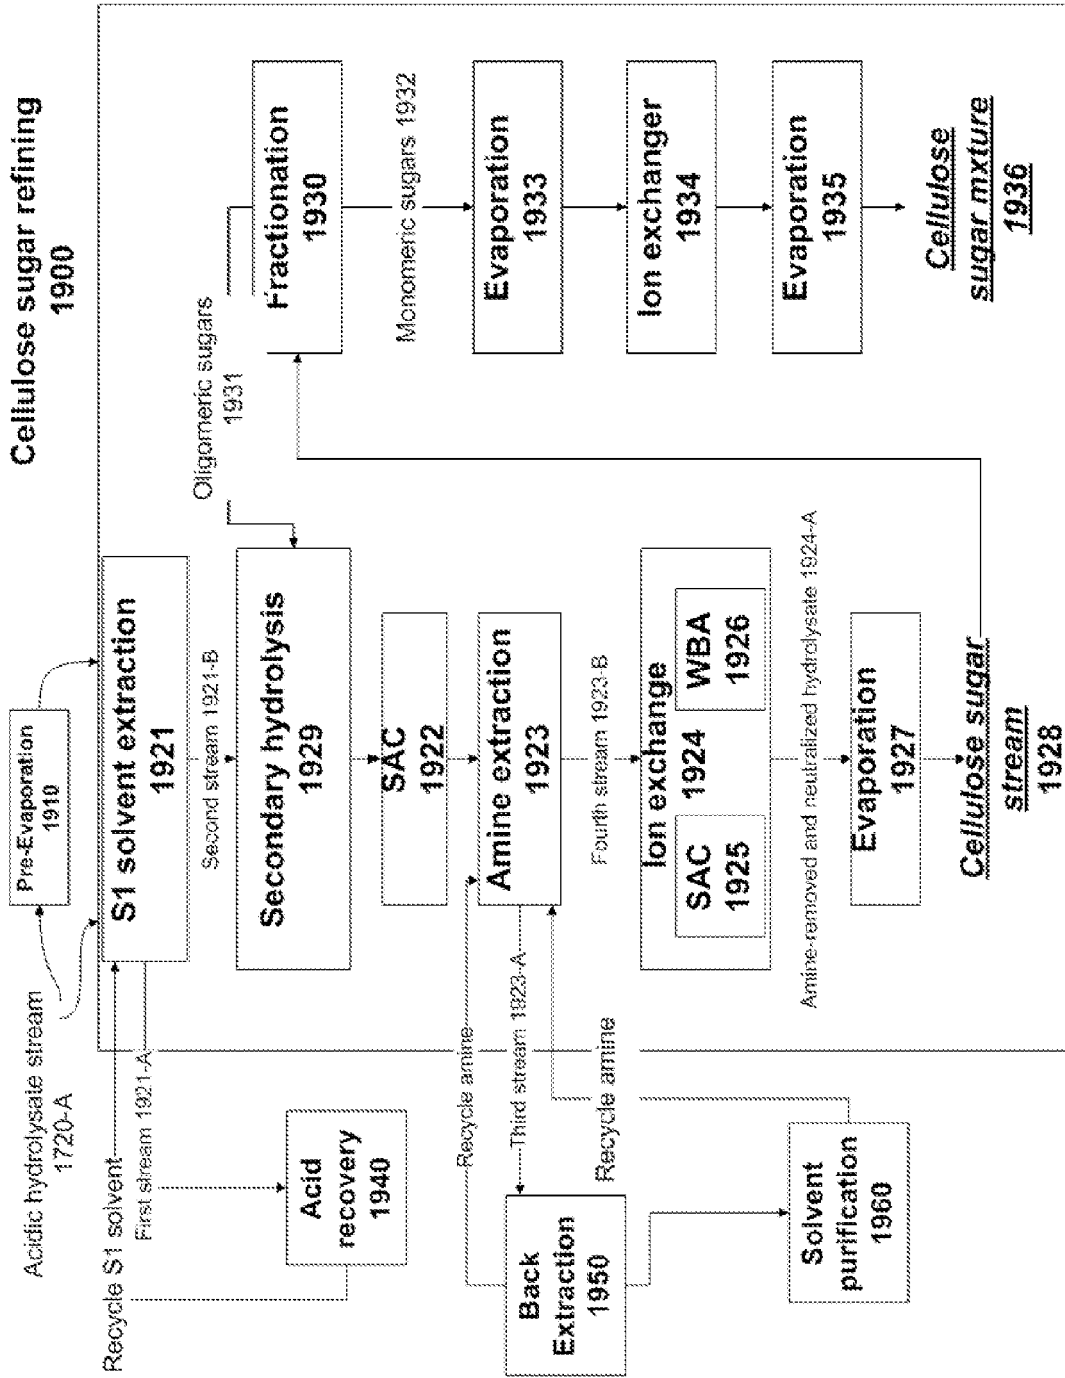 Cellulose sugar refining
1900
Acidic hydrolysate stream
1720-A
Pre-Evaporation
1910
Recycle S1 solvent
First stream 1921-A
S1 solvent extraction
1921
Second stream 1921-B
Oligomeric sugars
1931
Acid
recovery
1940
Secondary hydrolysis
1929
Fractionation
1930
SAC
1922
Monomeric sugars 1932
Recycle amine
Third stream 1923-A
Recycle amine
Amine extraction
1923
Evaporation
1933
Back
Extraction
1950
Fourth stream 1923-B
Ion exchange
1924
SAC
1925
WBA
1926
Ion exchanger
1934
Solvent
purification
1960
Amine-removed and neutralized hydrolysate 1924-A
Evaporation
1927
Evaporation
1935
Cellulose sugar
stream
1928
Cellulose
sugar mxture
1936